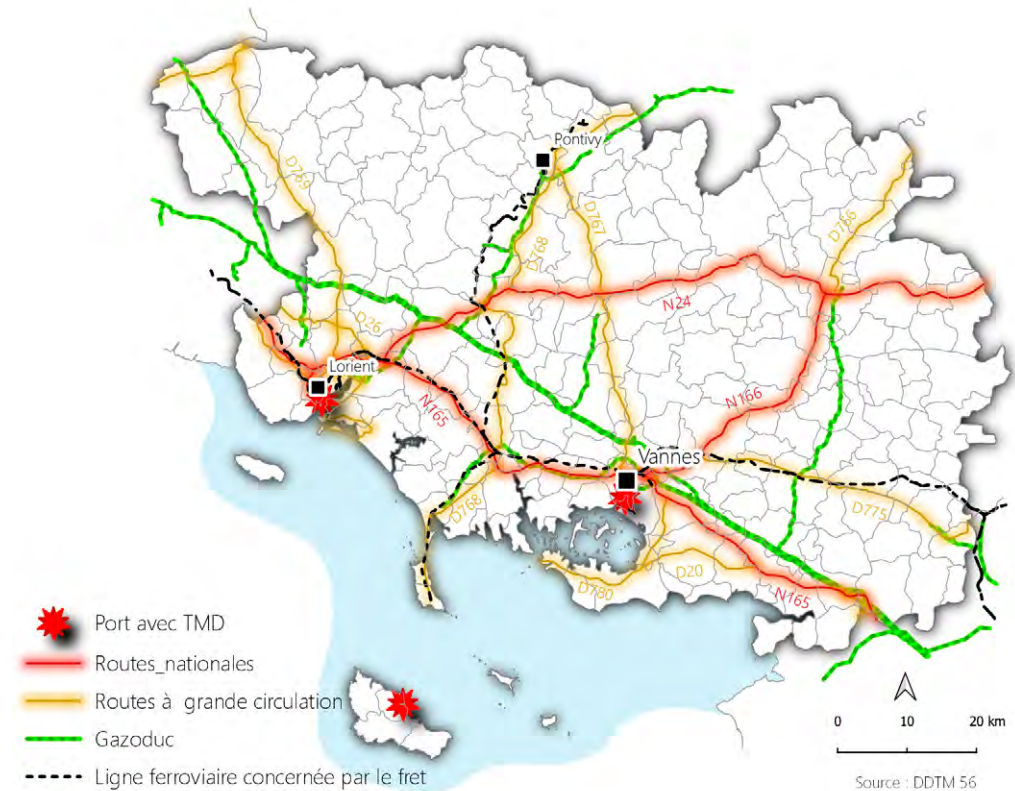 Pontivy
D769
D767
D768
D766
N24
D26
Lorient
N165
N166
Vannes
D768
D775
D20
D780
N165
Port avec TMD
Routes_nationales
Routes à grande circulation
Gazoduc
Ligne ferroviaire concernée par le fret
0 10 20 km
Source : DDTM 56